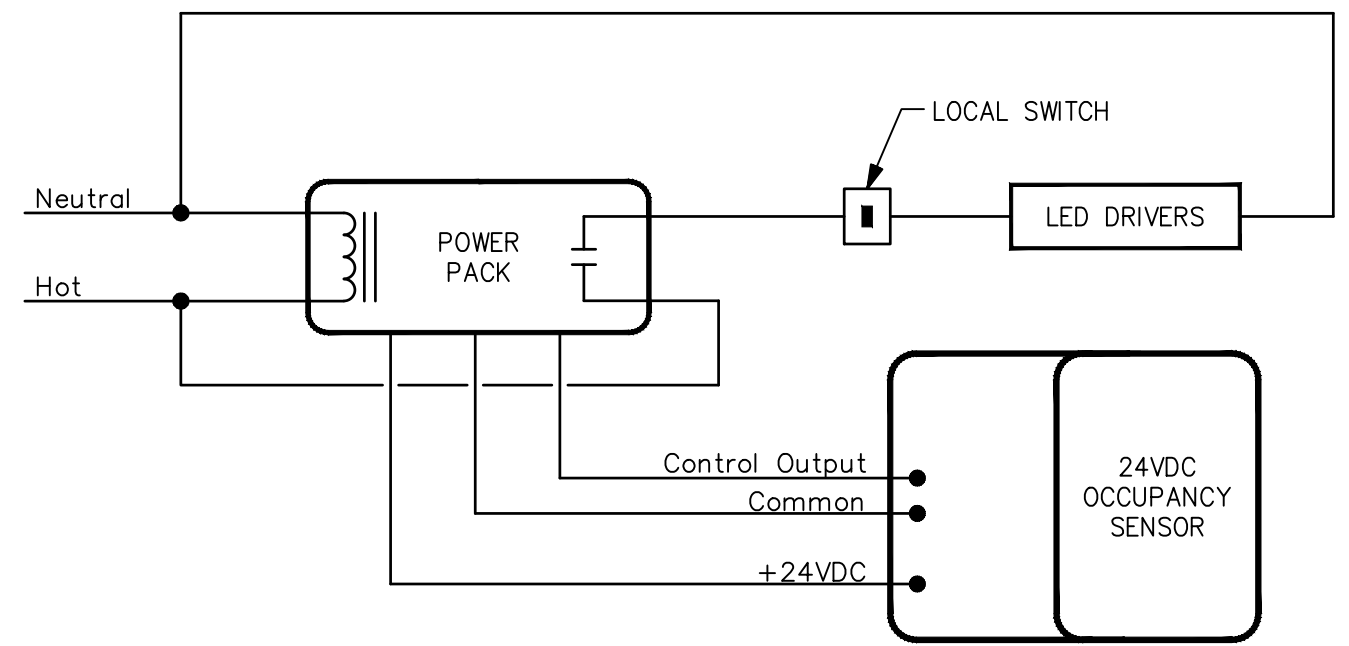 LOCAL SWITCH
Neutral
POWER
PACK
LED DRIVERS
Hot
Control Output
Common
+24VDC
24VDC
OCCUPANCY
SENSOR